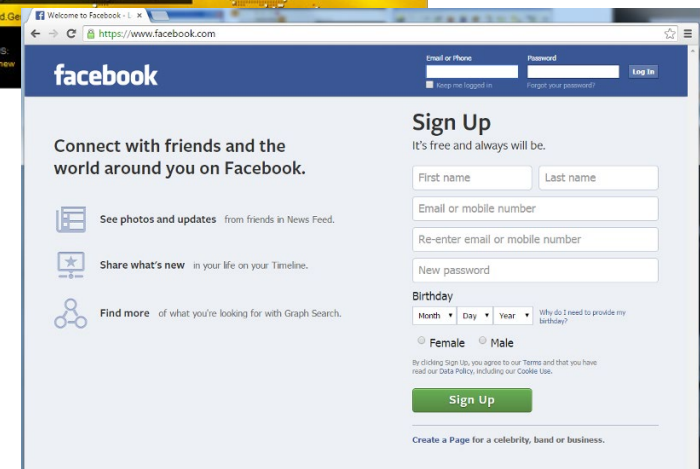 d.Ge
S:
new
Welcome to Facebook - L
https://www.facebook.com
facebook
Email or Phone
Password
Log In
Keep me logged in
Forgot your password?
Connect with friends and the
world around you on Facebook.
See photos and updates from friends in News Feed.
Share what's new in your life on your Timeline.
Find more of what you're looking for with Graph Search.
Sign Up
It's free and always will be.
First name
Last name
Email or mobile number
Re-enter email or mobile number
New password
Birthday
Month Day Year
Why do I need to provide my
birthday?
Female Male
By clicking Sign Up, you agree to our Terms and that you have
read our Data Policy, including our Cookie Use.
Sign Up
Create a Page for a celebrity, band or business.